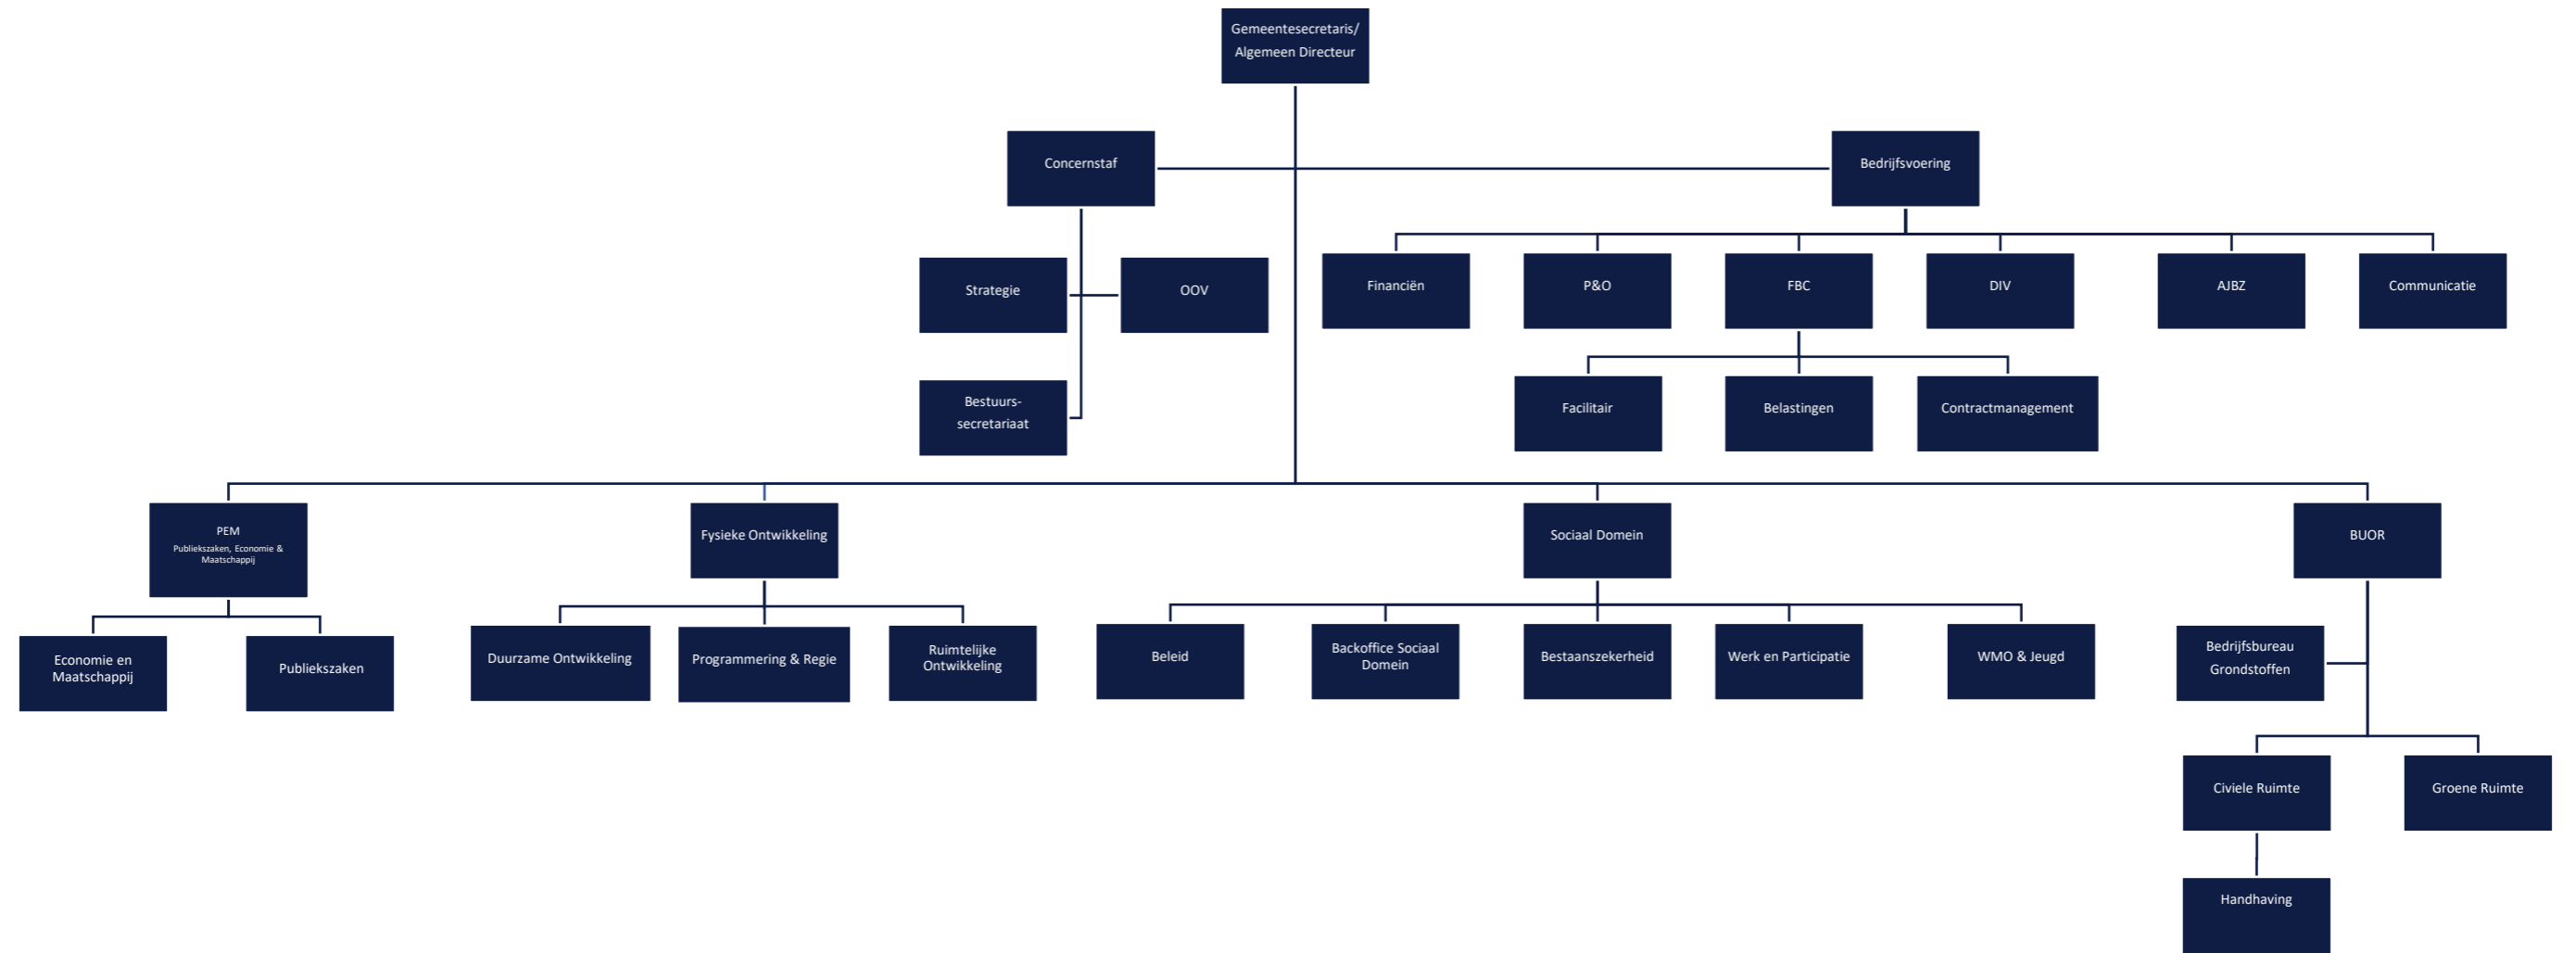 Gemeentesecretaris/
Algemeen Directeur
Concernstaf
Bedrijfsvoering
Strategie
OOV
Financiën
P&O
FBC
DIV
AJBZ
Communicatie
Bestuurs-
secretariaat
Facilitair
Belastingen
Contractmanagement
PEM
Publiekszaken, Economie &
Maatschappij
Fysieke Ontwikkeling
Sociaal Domein
BUOR
Economie en
Maatschappij
Publiekszaken
Duurzame Ontwikkeling
Programmering & Regie
Ruimtelijke
Ontwikkeling
Beleid
Backoffice Sociaal
Domein
Bestaanszekerheid
Werk en Participatie
WMO & Jeugd
Bedrijfsbureau
Grondstoffen
Civiele Ruimte
Groene Ruimte
Handhaving